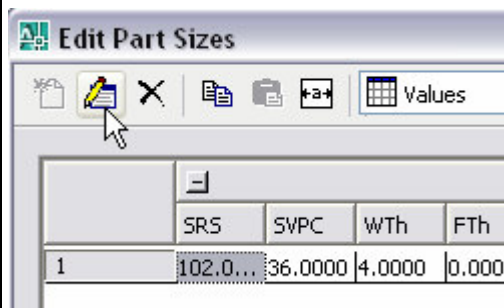 Edit Part Sizes
a Values
SRS SVPC WTh FTh
1 102.0... 36.0000 4.0000 0.000